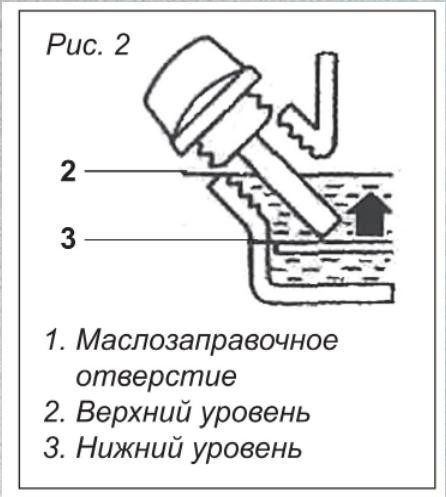 Рис. 2
2
3
1. Маслозаправочное
отверстие
2. Верхний уровень
3. Нижний уровень